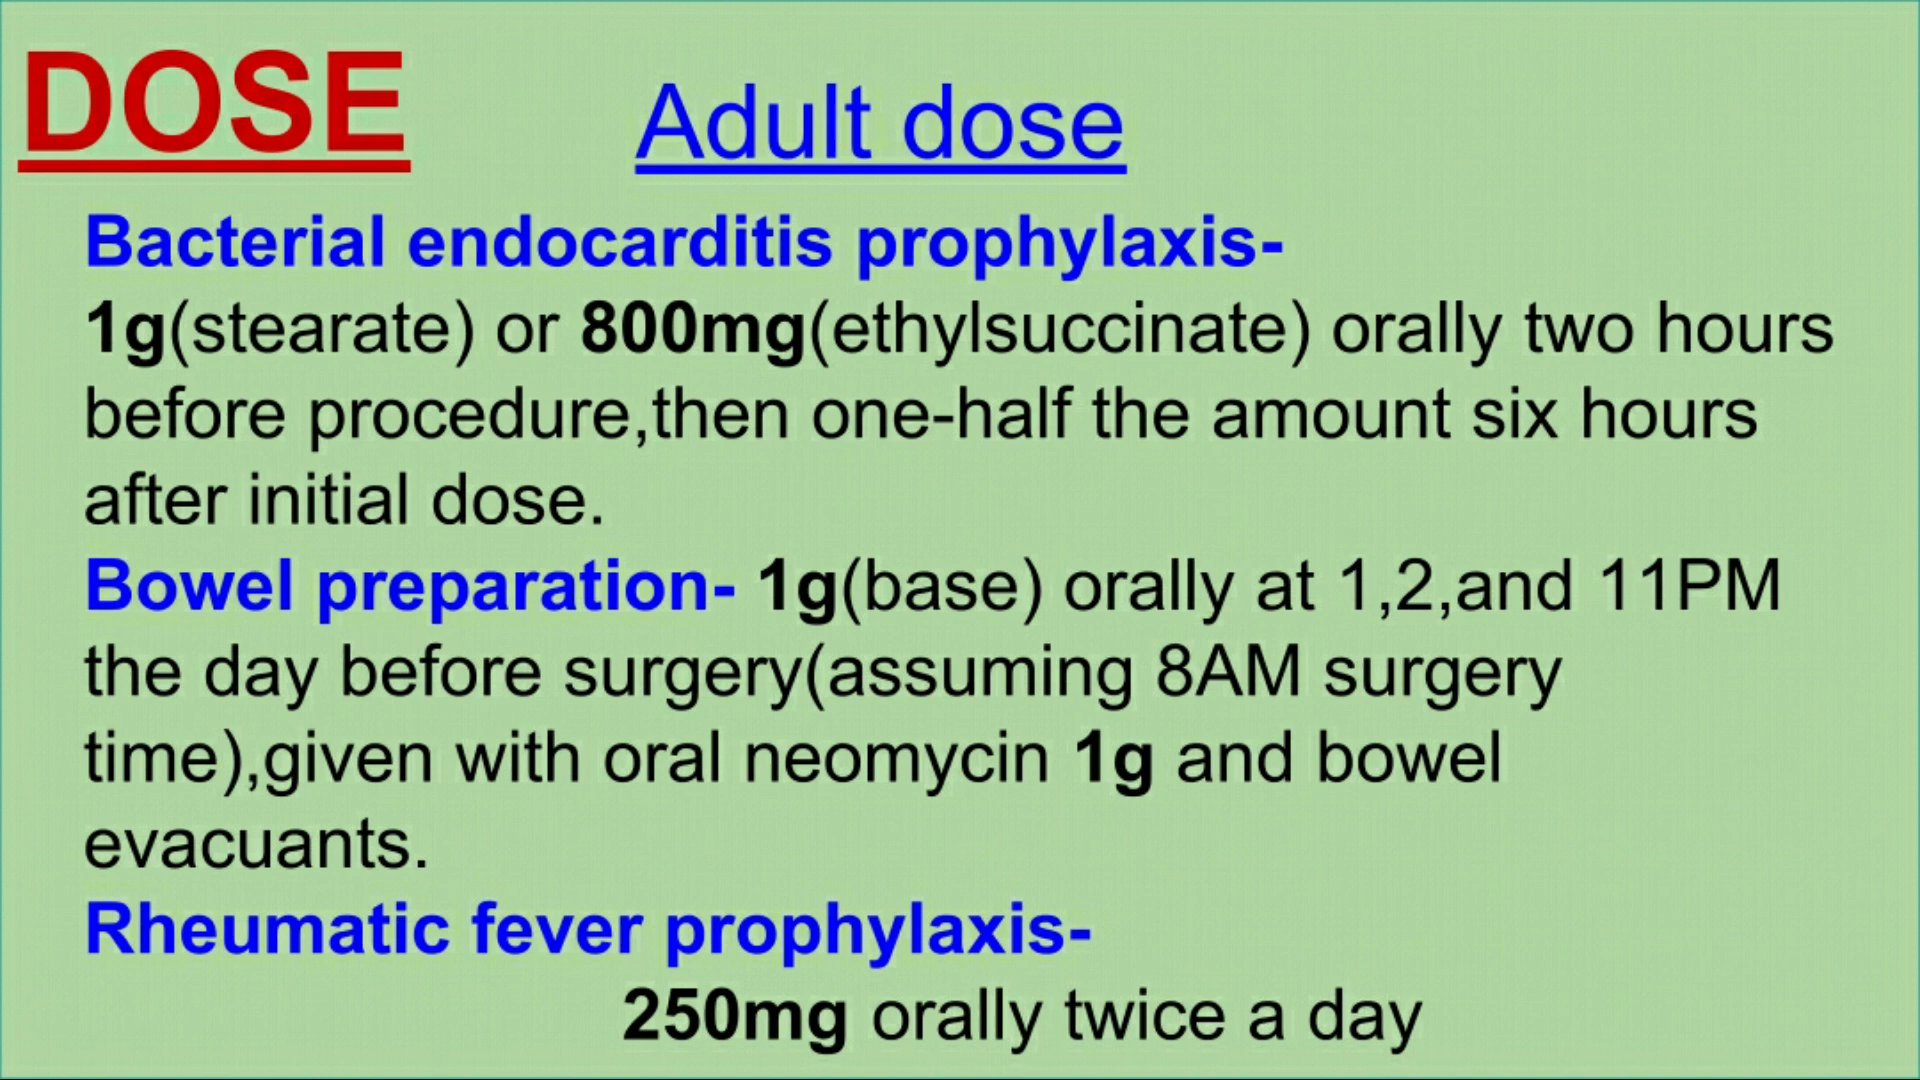 DOSE
Adult dose
Bacterial endocarditis prophylaxis-
1g(stearate) or 800mg(ethylsuccinate) orally two hours
before procedure,then one-half the amount six hours
after initial dose.
Bowel preparation- 1g(base) orally at 1,2,and 11PM
the day before surgery(assuming 8AM surgery
time),given with oral neomycin 1g and bowel
evacuants.
Rheumatic fever prophylaxis-
250mg orally twice a day